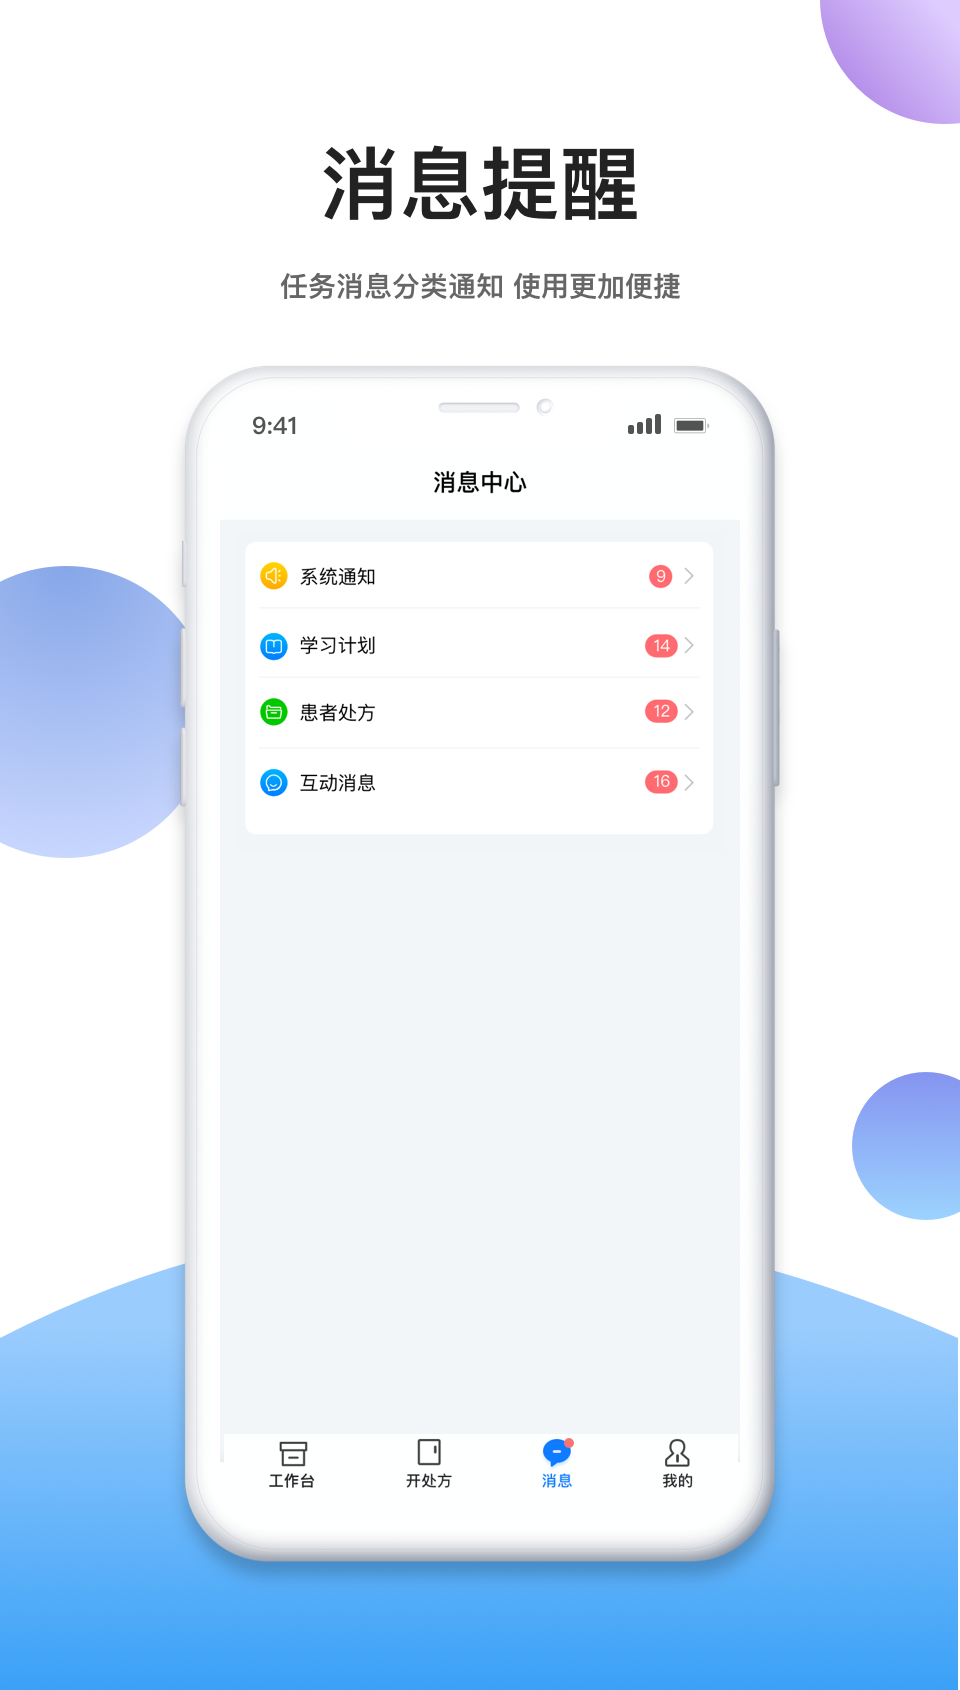 消息提醒
任务消息分类通知 使用更加便捷
9:41
消息中心
系统通知 9
学习计划 14
患者处方 12
互动消息 16
工作台 开处方 消息 我的